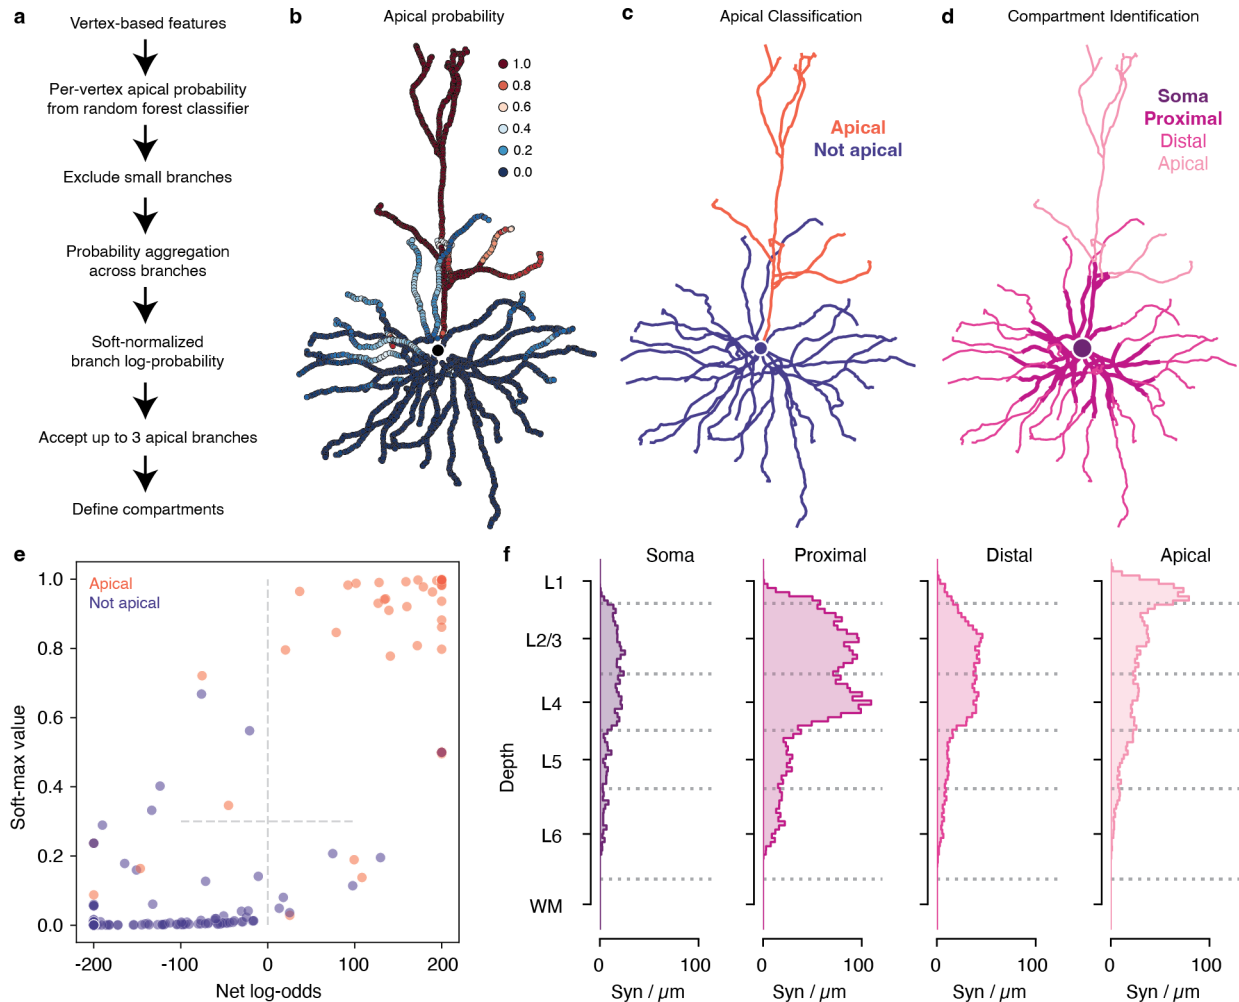 a
Vertex-based features
Per-vertex apical probability
from random forest classifier
Exclude small branches
Probability aggregation
across branches
Soft-normalized
branch log-probability
Accept up to 3 apical branches
Define compartments
b
Apical probability
1.0
0.8
0.6
0.4
0.2
0.0
c
Apical Classification
Apical
Not apical
d
Compartment Identification
Soma
Proximal
Distal
Apical
e
Apical
Not apical
Soft-max value
1.0
0.8
0.6
0.4
0.2
0.0
-200
-100
0
100
200
Net log-odds
f
Soma
Proximal
Distal
Apical
Depth
L1
L2/3
L4
L5
L6
WM
0
100
0
100
0
100
0
100
Syn / µm
Syn / µm
Syn / µm
Syn / µm